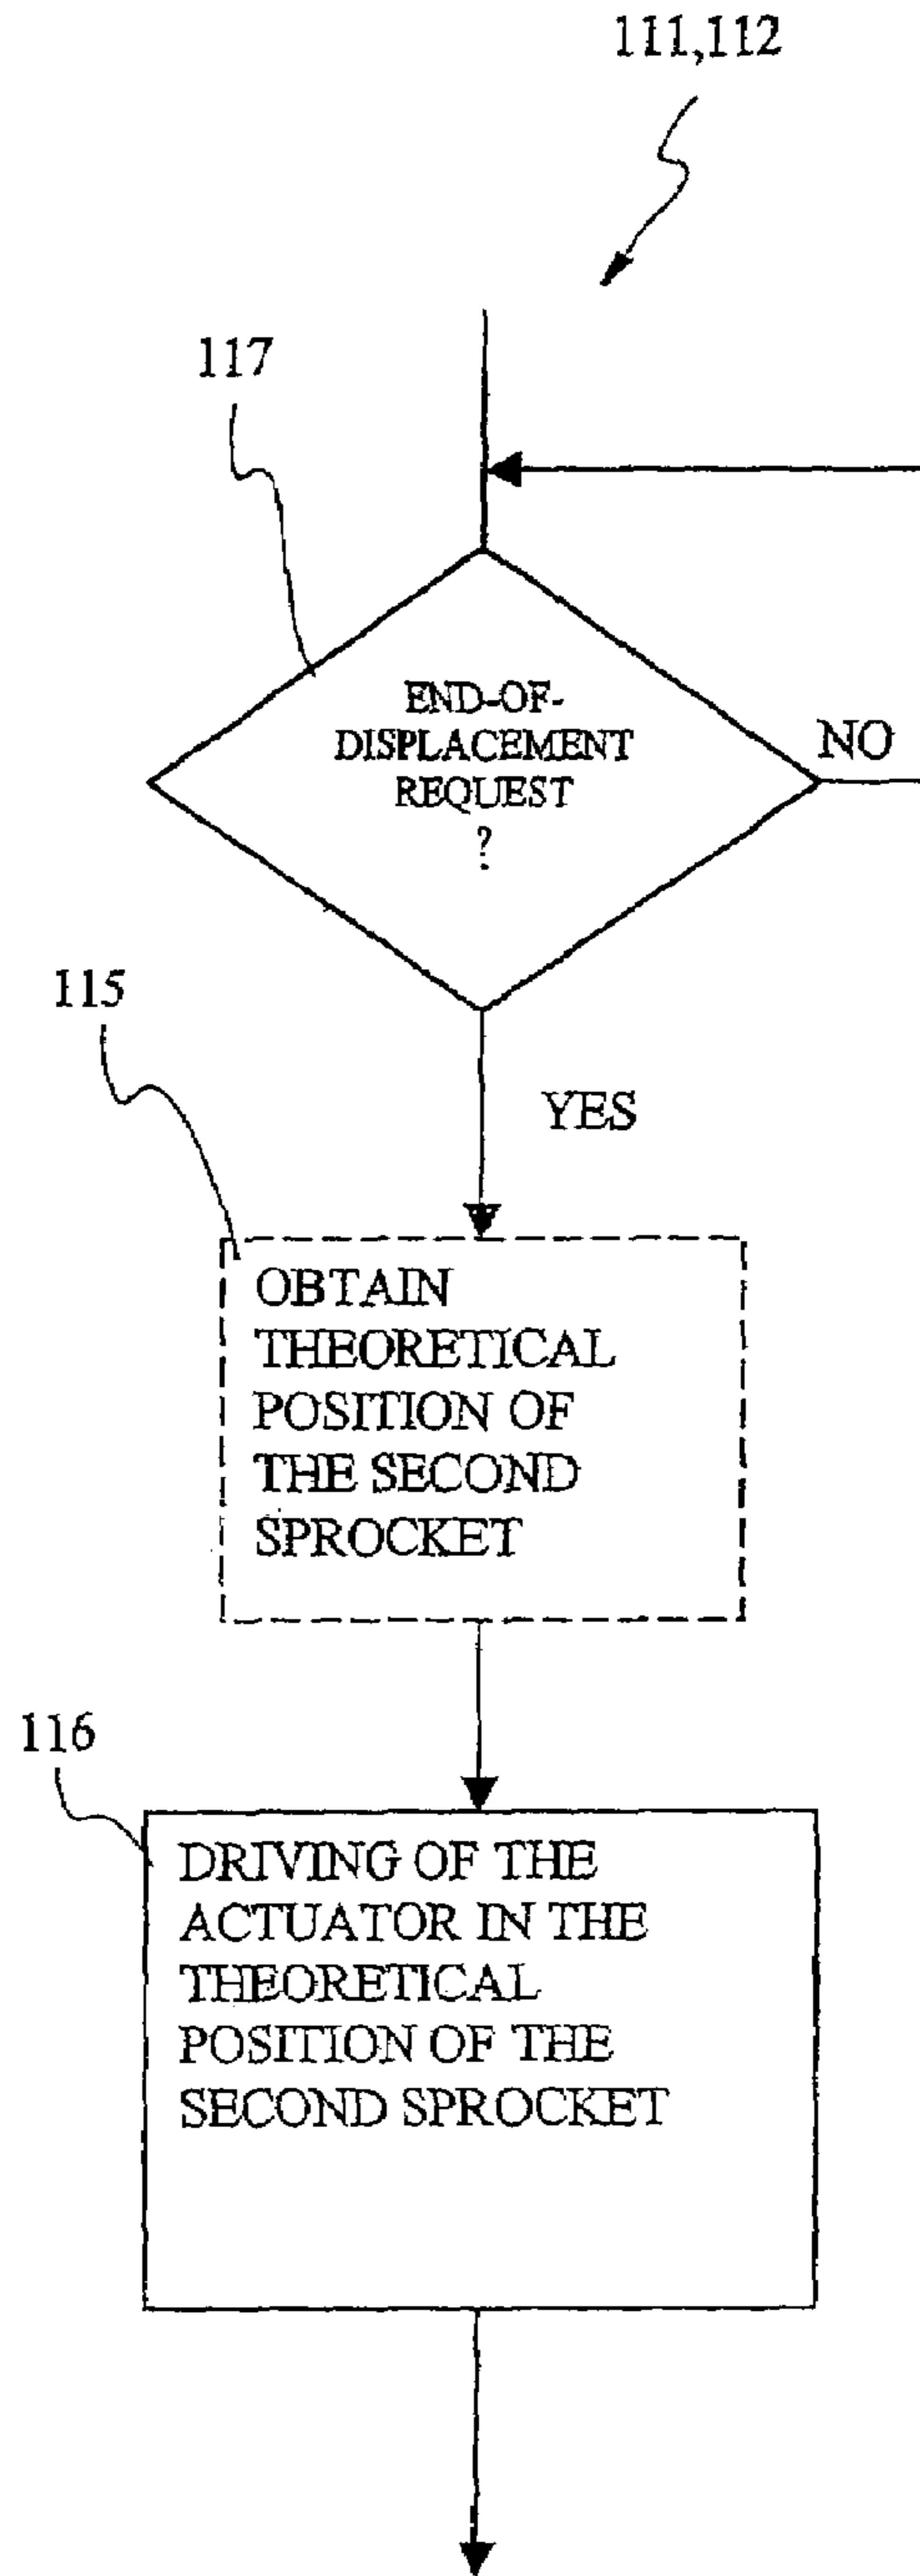 111,112
117
END-OF-
DISPLACEMENT
REQUEST
?
NO
YES
115
OBTAIN
THEORETICAL
POSITION OF
THE SECOND
SPROCKET
116
DRIVING OF THE
ACTUATOR IN THE
THEORETICAL
POSITION OF THE
SECOND SPROCKET